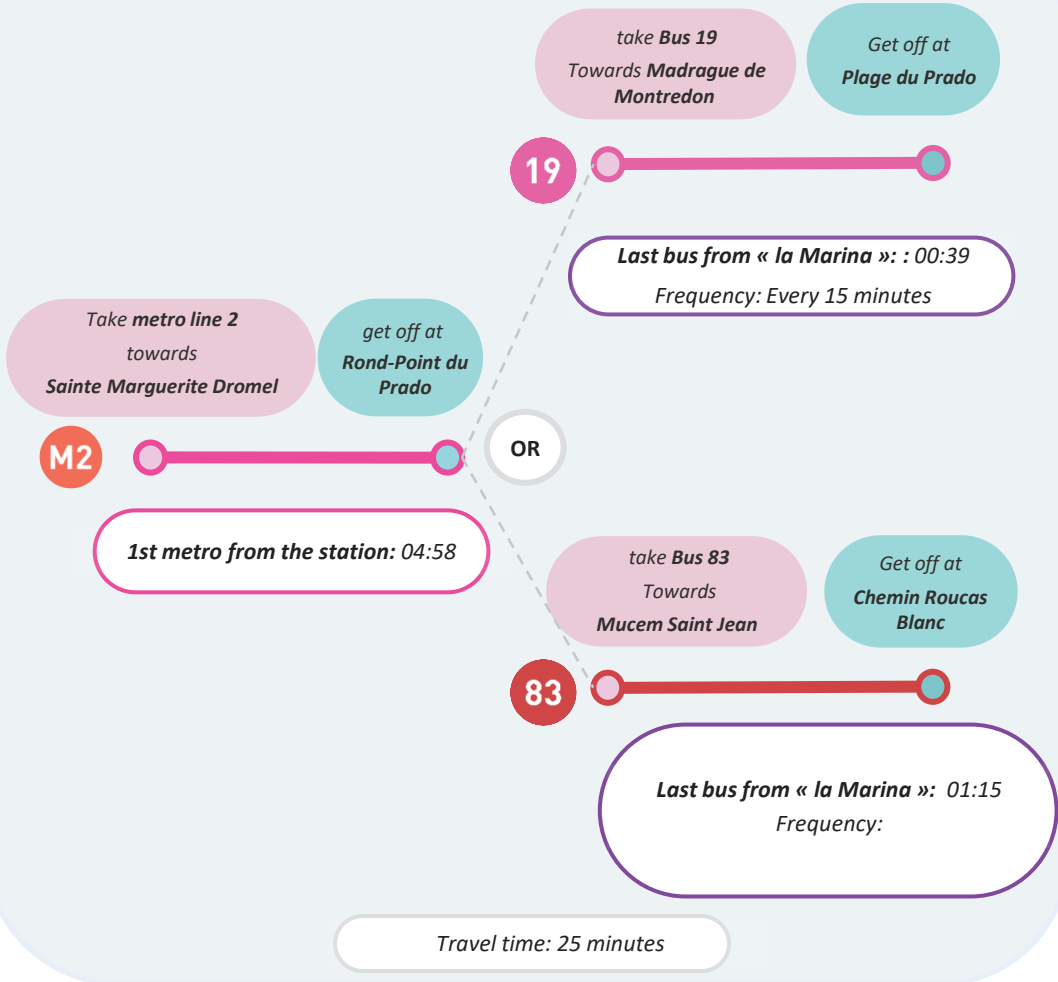 take Bus 19
Towards Madrague de
Montredon
Get off at
Plage du Prado
19
Last bus from « la Marina »: : 00:39
Frequency: Every 15 minutes
Take metro line 2
towards
Sainte Marguerite Dromel
get off at
Rond-Point du
Prado
M2
OR
1st metro from the station: 04:58
take Bus 83
Towards
Mucem Saint Jean
Get off at
Chemin Roucas
Blanc
83
Last bus from « la Marina »: 01:15
Frequency:
Travel time: 25 minutes